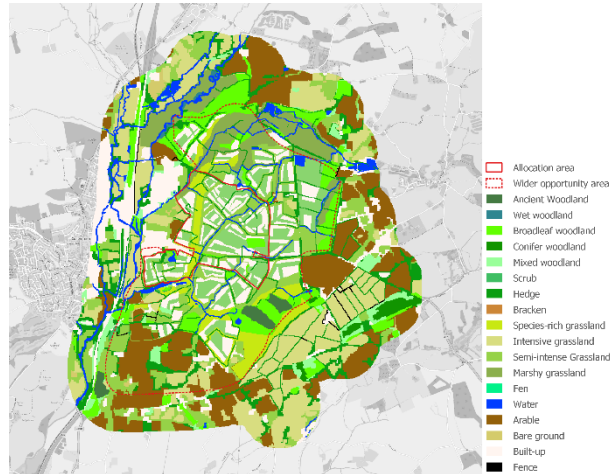 Allocation area
Wider opportunity area
Ancient Woodland
Wet woodland
Broadleaf woodland
Conifer woodland
Mixed woodland
Scrub
Hedge
Bracken
Species-rich grassland
Intensive grassland
Semi-intense Grassland
Marshy grassland
Fen
Water
Arable
Bare ground
Built-up
Fence